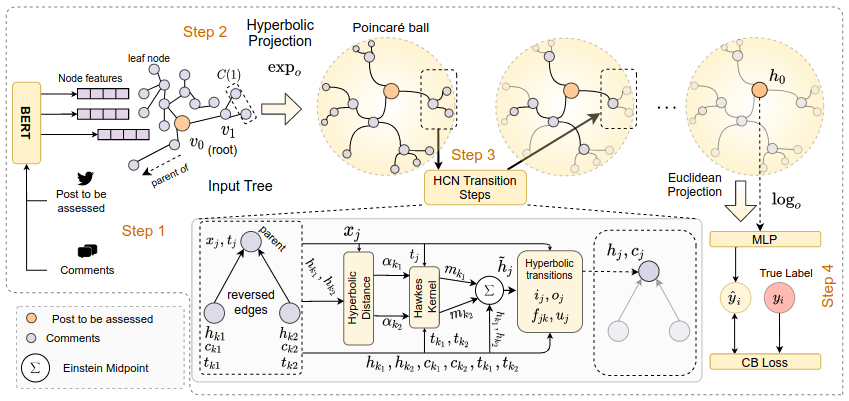 Step 2
Hyperbolic
Projection
exp_o
Poincaré ball
leaf node
Node features
C(1)
BERT
v_0
(root)
v_1
parent of
Input Tree
Post to be
assessed
Comments
Step 1
Step 3
HCN Transition
Steps
...
h_0
Euclidean
Projection
log_o
MLP
True Label
ŷ_i
y_i
CB Loss
Step 4
Post to be assessed
Comments
Σ
Einstein Midpoint
x_j, t_j
parent
reversed
edges
h_{k1}
c_{k1}
t_{k1}
h_{k2}
c_{k2}
t_{k2}
x_j
h_{k_1}, h_{k_2}
Hyperbolic
Distance
α_{k_1}
α_{k_2}
t_j
Hawkes
Kernel
t_{k_1}, t_{k_2}
m_{k_1}
m_{k_2}
Σ
h_{k_1}, h_{k_2}
h̃_j
Hyperbolic
transitions
i_j, o_j
f_{jk}, u_j
h_{k_1}, h_{k_2}, c_{k_1}, c_{k_2}, t_{k_1}, t_{k_2}
h_j, c_j